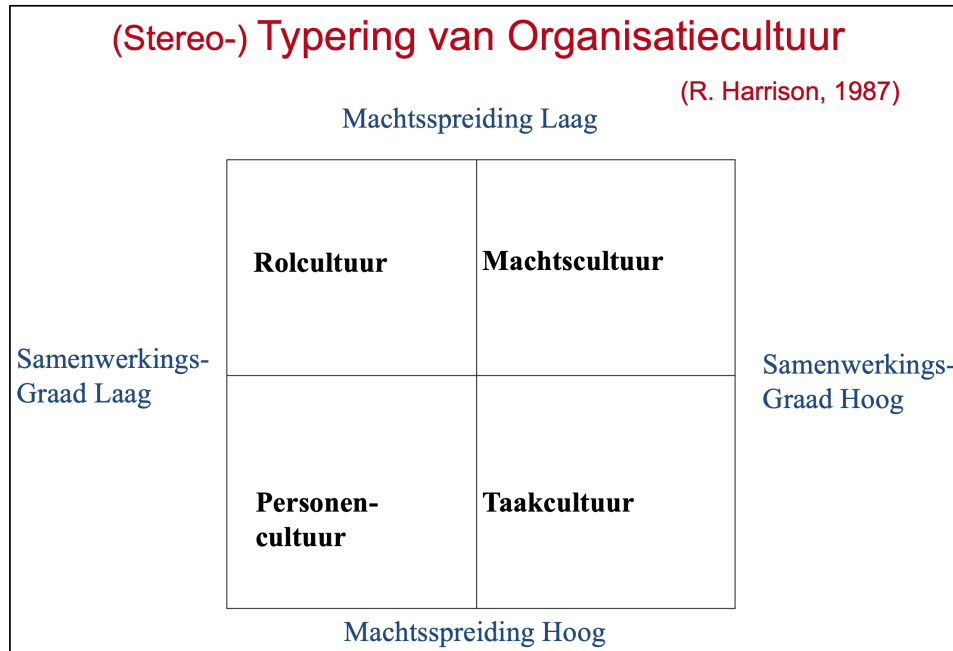 (Stereo-) Typering van Organisatiecultuur
(R. Harrison, 1987)
Machtsspreiding Laag
Rolcultuur
Machtscultuur
Samenwerkings-
Graad Laag
Samenwerkings-
Graad Hoog
Personen-
cultuur
Taakcultuur
Machtsspreiding Hoog